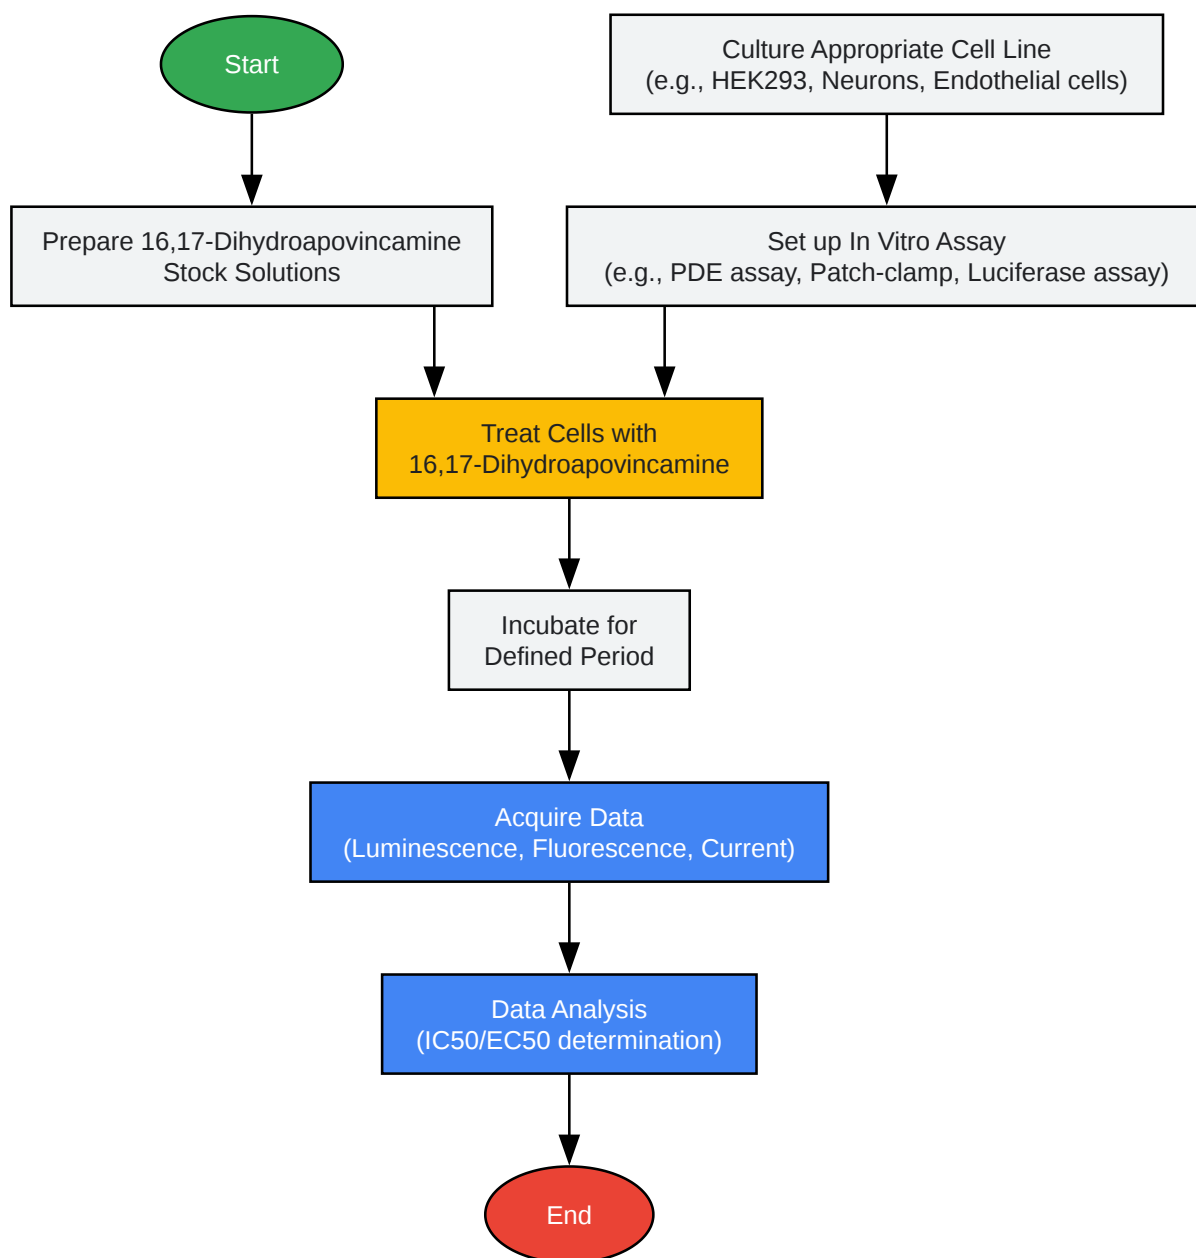 Start
Culture Appropriate Cell Line
(e.g., HEK293, Neurons, Endothelial cells)
Prepare 16,17-Dihydroapovincamine
Stock Solutions
Set up In Vitro Assay
(e.g., PDE assay, Patch-clamp, Luciferase assay)
Treat Cells with
16,17-Dihydroapovincamine
Incubate for
Defined Period
Acquire Data
(Luminescence, Fluorescence, Current)
Data Analysis
(IC50/EC50 determination)
End